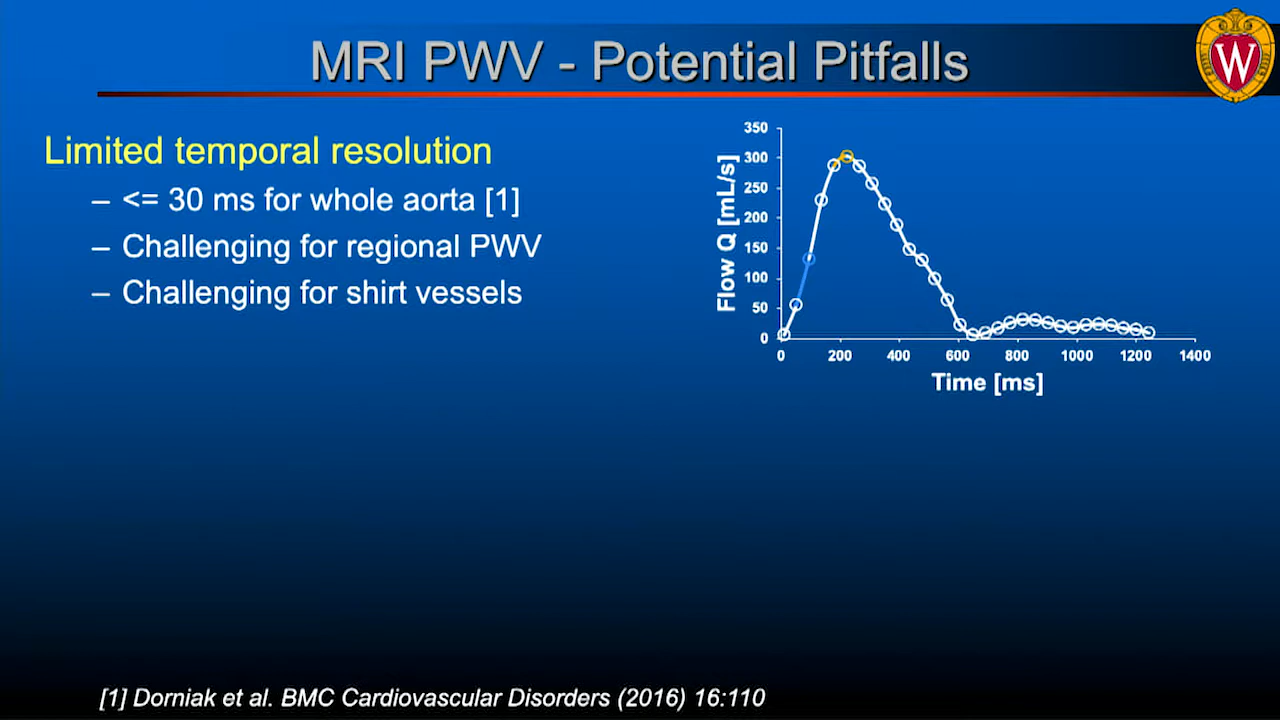 MRI PWV - Potential Pitfalls
W
Limited temporal resolution
– <= 30 ms for whole aorta [1]
– Challenging for regional PWV
– Challenging for shirt vessels
Flow Q [mL/s]
350
300
250
200
150
100
50
0
0 200 400 600 800 1000 1200 1400
Time [ms]
[1] Dorniak et al. BMC Cardiovascular Disorders (2016) 16:110